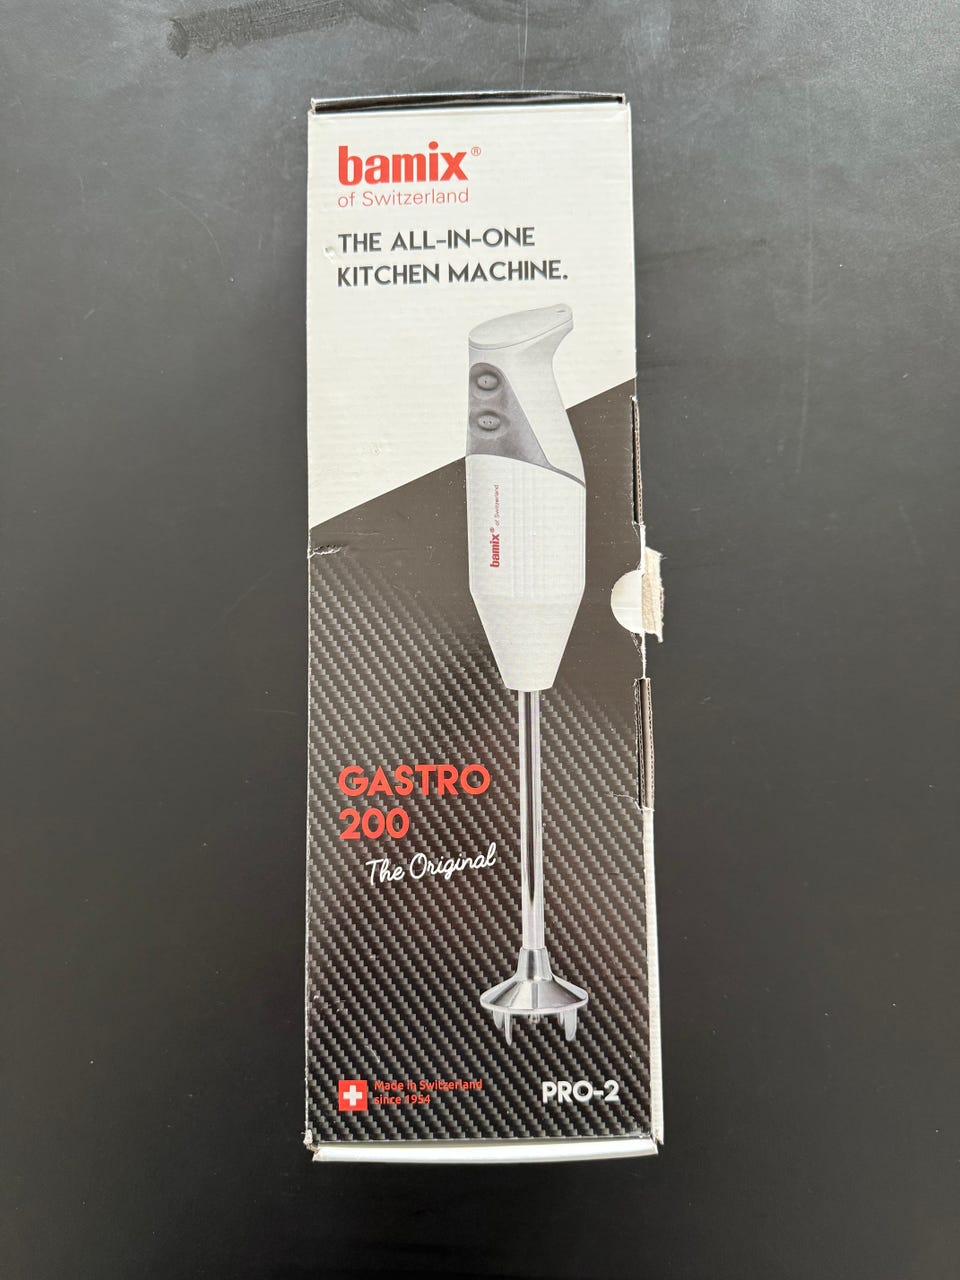 bamix®
of Switzerland
THE ALL-IN-ONE
KITCHEN MACHINE.
bamix® of Switzerland
GASTRO
200
The Original
Made in Switzerland
since 1954
PRO-2